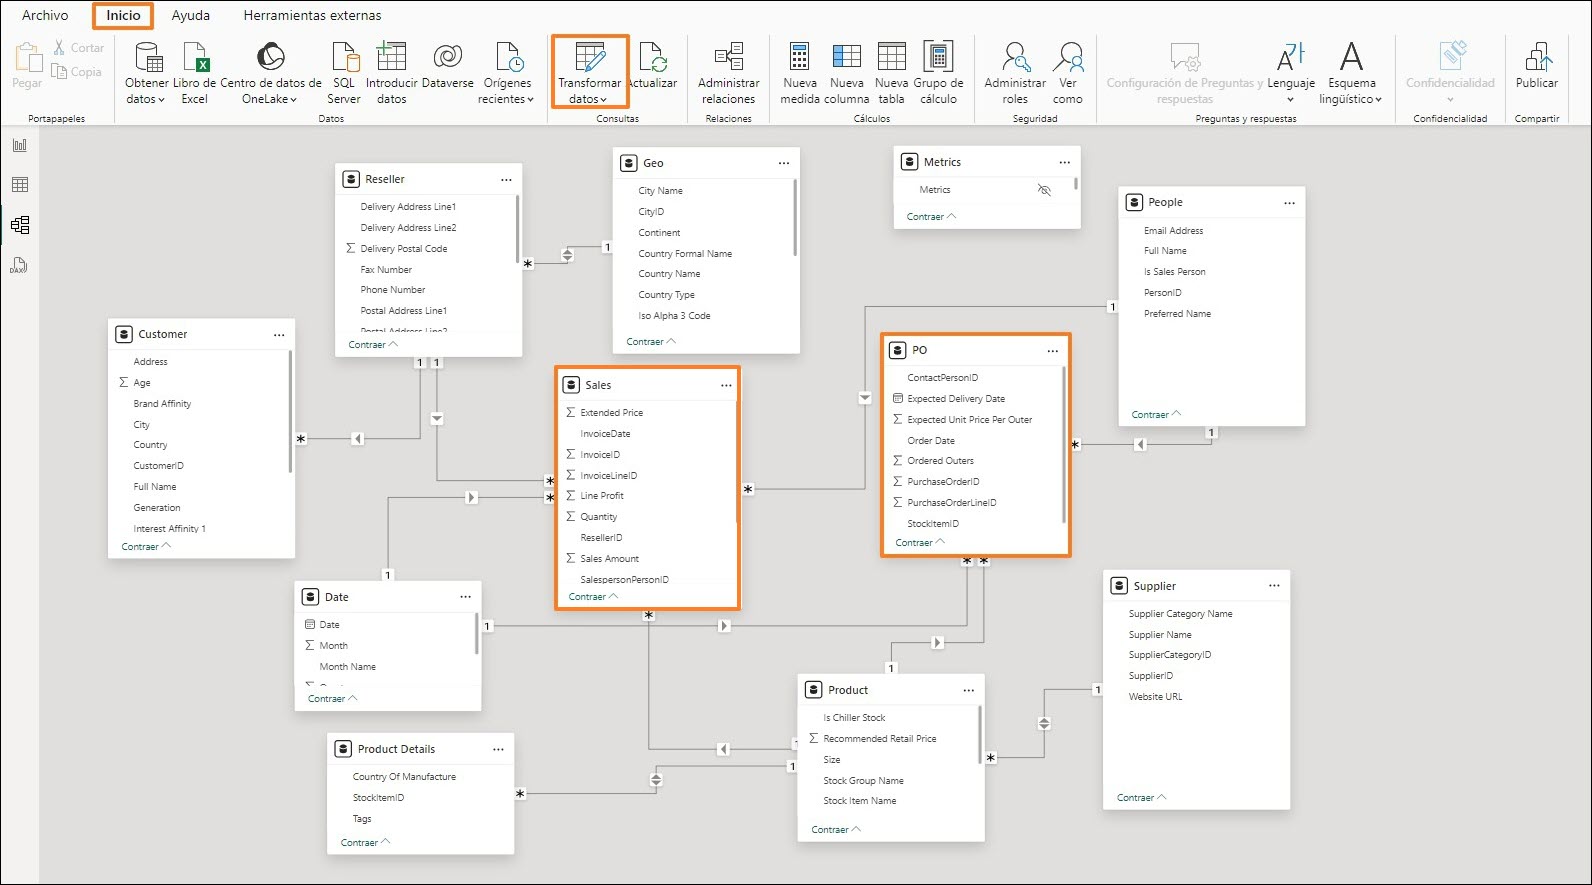 Archivo
Inicio
Ayuda
Herramientas externas
Pegar
Cortar
Copia
Portapapeles
Obtener
datos
Libro de
Excel
Centro de datos de
OneLake
SQL
Server
Introducir
datos
Dataverse
Orígenes
recientes
Datos
Transformar
datos
Actualizar
Consultas
Administrar
relaciones
Relaciones
Nueva
medida
Nueva
columna
Nueva
tabla
Grupo de
cálculo
Cálculos
Administrar
roles
Ver
como
Seguridad
Configuración de Preguntas y
respuestas
Lenguaje
Esquema
lingüístico
Preguntas y respuestas
Confidencialidad
Confidencialidad
Publicar
Compartir
DAX
Reseller
Delivery Address Line1
Delivery Address Line2
Σ Delivery Postal Code
Fax Number
Phone Number
Postal Address Line1
Postal Address Line2
Contraer
Geo
City Name
CityID
Continent
Country Formal Name
Country Name
Country Type
Iso Alpha 3 Code
Contraer
Metrics
Metrics
Contraer
People
Email Address
Full Name
Is Sales Person
PersonID
Preferred Name
Contraer
Customer
Address
Σ Age
Brand Affinity
City
Country
CustomerID
Full Name
Generation
Interest Affinity 1
Contraer
Sales
Σ Extended Price
InvoiceDate
Σ InvoiceID
Σ InvoiceLineID
Σ Line Profit
Σ Quantity
ResellerID
Σ Sales Amount
SalespersonPersonID
Contraer
PO
ContactPersonID
Expected Delivery Date
Σ Expected Unit Price Per Outer
Order Date
Σ Ordered Outers
Σ PurchaseOrderID
Σ PurchaseOrderLineID
StockItemID
Contraer
Date
Date
Σ Month
Month Name
Contraer
Supplier
Supplier Category Name
Supplier Name
SupplierCategoryID
SupplierID
Website URL
Contraer
Product
Is Chiller Stock
Σ Recommended Retail Price
Size
Stock Group Name
Stock Item Name
Contraer
Product Details
Country Of Manufacture
StockItemID
Tags
Contraer